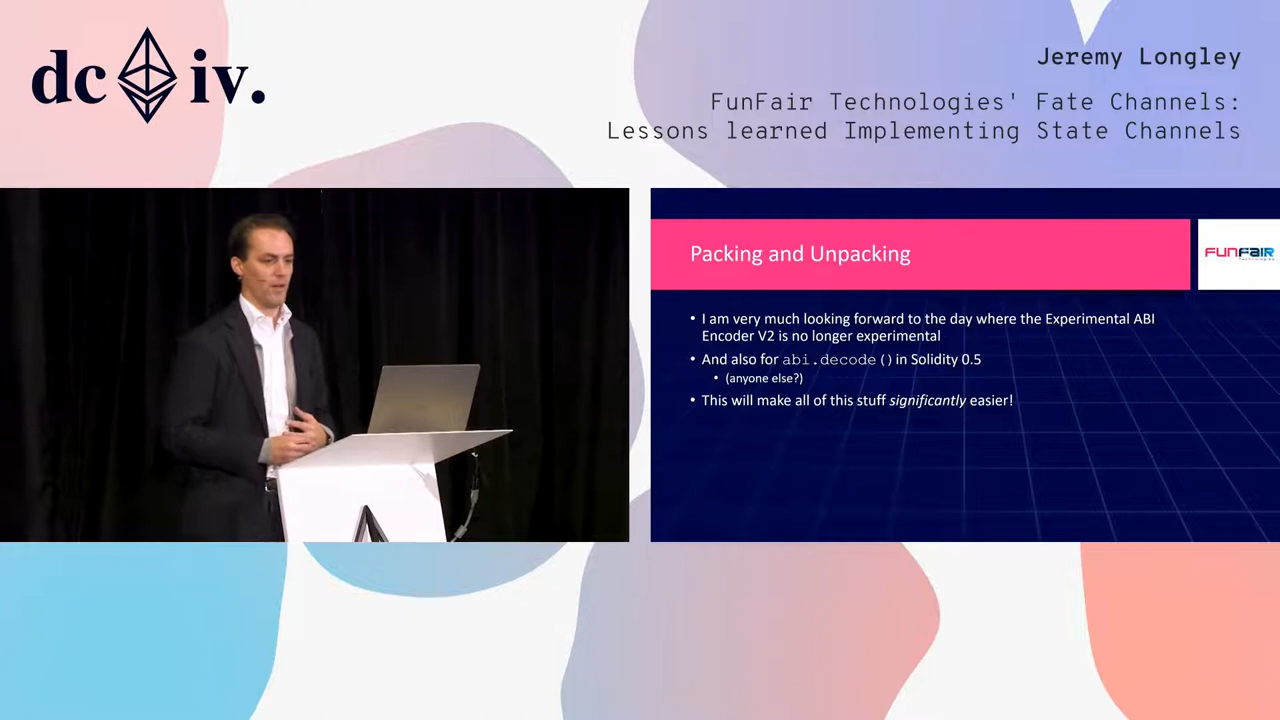 dc iv.
Jeremy Longley
FunFair Technologies' Fate Channels:
Lessons learned Implementing State Channels
Packing and Unpacking
FUNFAIR
Technologies
• I am very much looking forward to the day where the Experimental ABI
Encoder V2 is no longer experimental
• And also for abi.decode() in Solidity 0.5
• (anyone else?)
• This will make all of this stuff significantly easier!